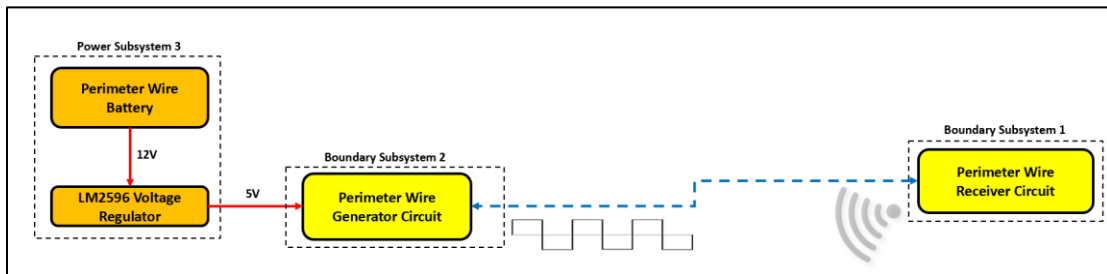 Power Subsystem 3
Perimeter Wire
Battery
12V
LM2596 Voltage
Regulator
5V
Boundary Subsystem 2
Perimeter Wire
Generator Circuit
Boundary Subsystem 1
Perimeter Wire
Receiver Circuit